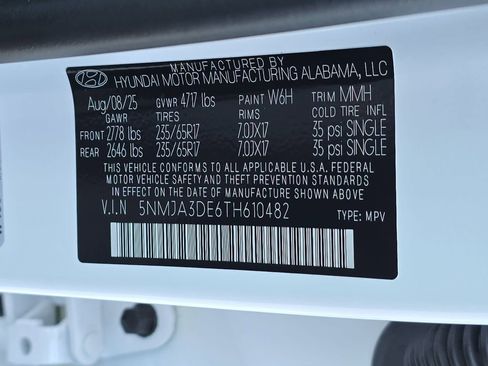 MANUFACTURED BY
HYUNDAI MOTOR MANUFACTURING ALABAMA, LLC
Aug/08/25 GVWR 4717 lbs PAINT W6H TRIM MMH
GAWR TIRES RIMS COLD TIRE INFL
FRONT 2778 lbs 235/65R17 7.0JX17 35 psi SINGLE
REAR 2646 lbs 235/65R17 7.0JX17 35 psi SINGLE
THIS VEHICLE CONFORMS TO ALL APPLICABLE U.S.A. FEDERAL
MOTOR VEHICLE SAFETY AND THEFT PREVENTION STANDARDS
IN EFFECT ON THE DATE OF MANUFACTURE SHOWN ABOVE.
V.I.N 5NMJA3DE6TH610482 TYPE: MPV